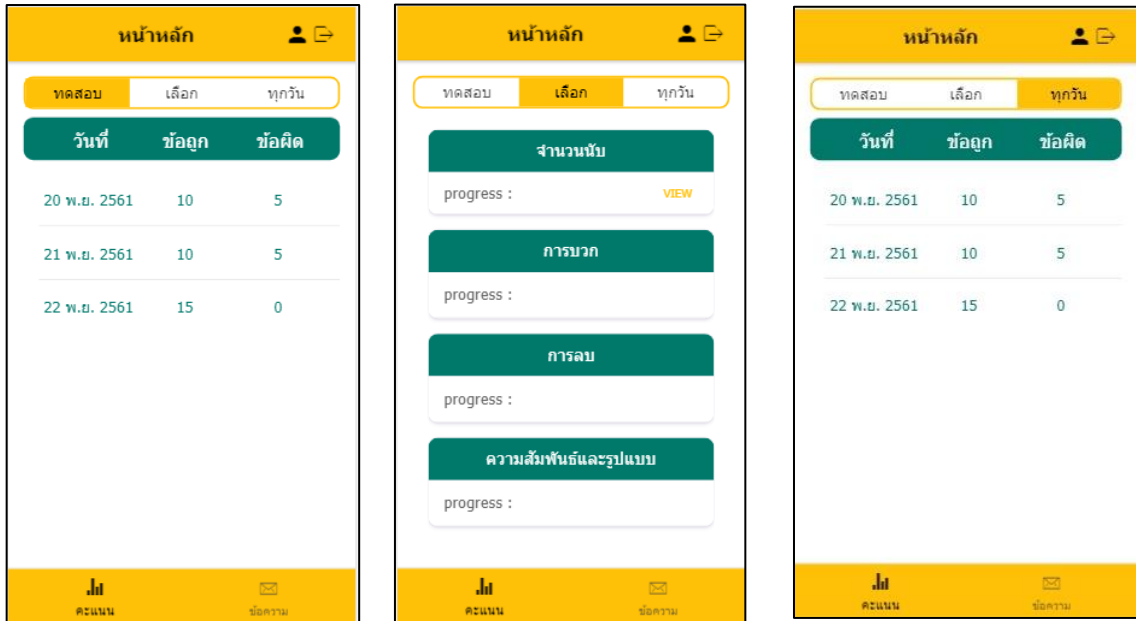 หน้าหลัก
ทดสอบ เลือก ทุกวัน
วันที่ ข้อถูก ข้อผิด
20 พ.ย. 2561 10 5
21 พ.ย. 2561 10 5
22 พ.ย. 2561 15 0
คะแนน ข้อความ
หน้าหลัก
ทดสอบ เลือก ทุกวัน
จำนวนนับ
progress : VIEW
การบวก
progress :
การลบ
progress :
ความสัมพันธ์และรูปแบบ
progress :
คะแนน ข้อความ
หน้าหลัก
ทดสอบ เลือก ทุกวัน
วันที่ ข้อถูก ข้อผิด
20 พ.ย. 2561 10 5
21 พ.ย. 2561 10 5
22 พ.ย. 2561 15 0
คะแนน ข้อความ